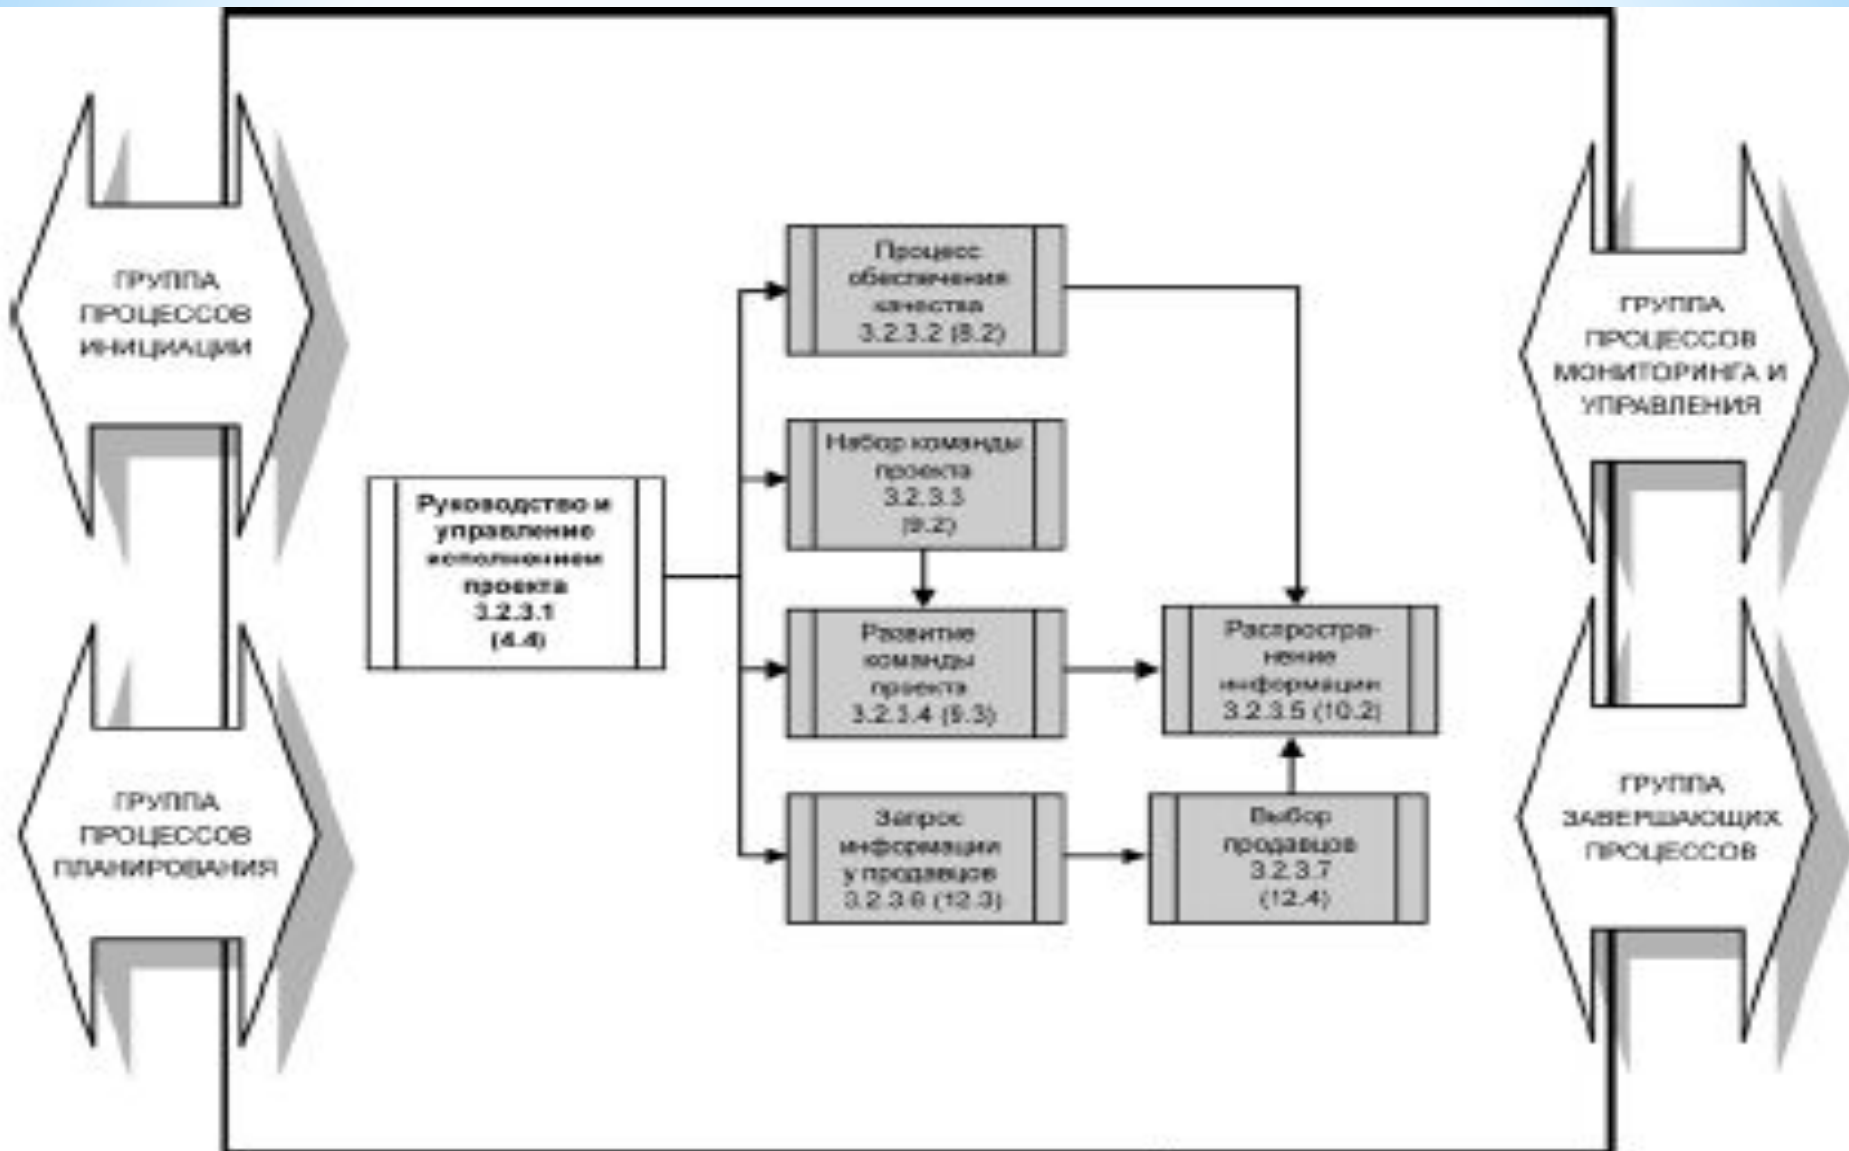 ГРУППА
ПРОЦЕССОВ
ИНИЦИАЦИИ
ГРУППА
ПРОЦЕССОВ
ПЛАНИРОВАНИЯ
Руководство и
управление
исполнением
проекта
3.2.3.1
(4.4)
Процесс
обеспечения
качества
3.2.3.2 (8.2)
Набор команды
проекта
3.2.3.3
(9.2)
Развитие
команды
проекта
3.2.3.4 (9.3)
Запрос
информации
у продавцов
3.2.3.6 (12.3)
Распростра-
нение
информации
3.2.3.5 (10.2)
Выбор
продавцов
3.2.3.7
(12.4)
ГРУППА
ПРОЦЕССОВ
МОНИТОРИНГА И
УПРАВЛЕНИЯ
ГРУППА
ЗАВЕРШАЮЩИХ
ПРОЦЕССОВ